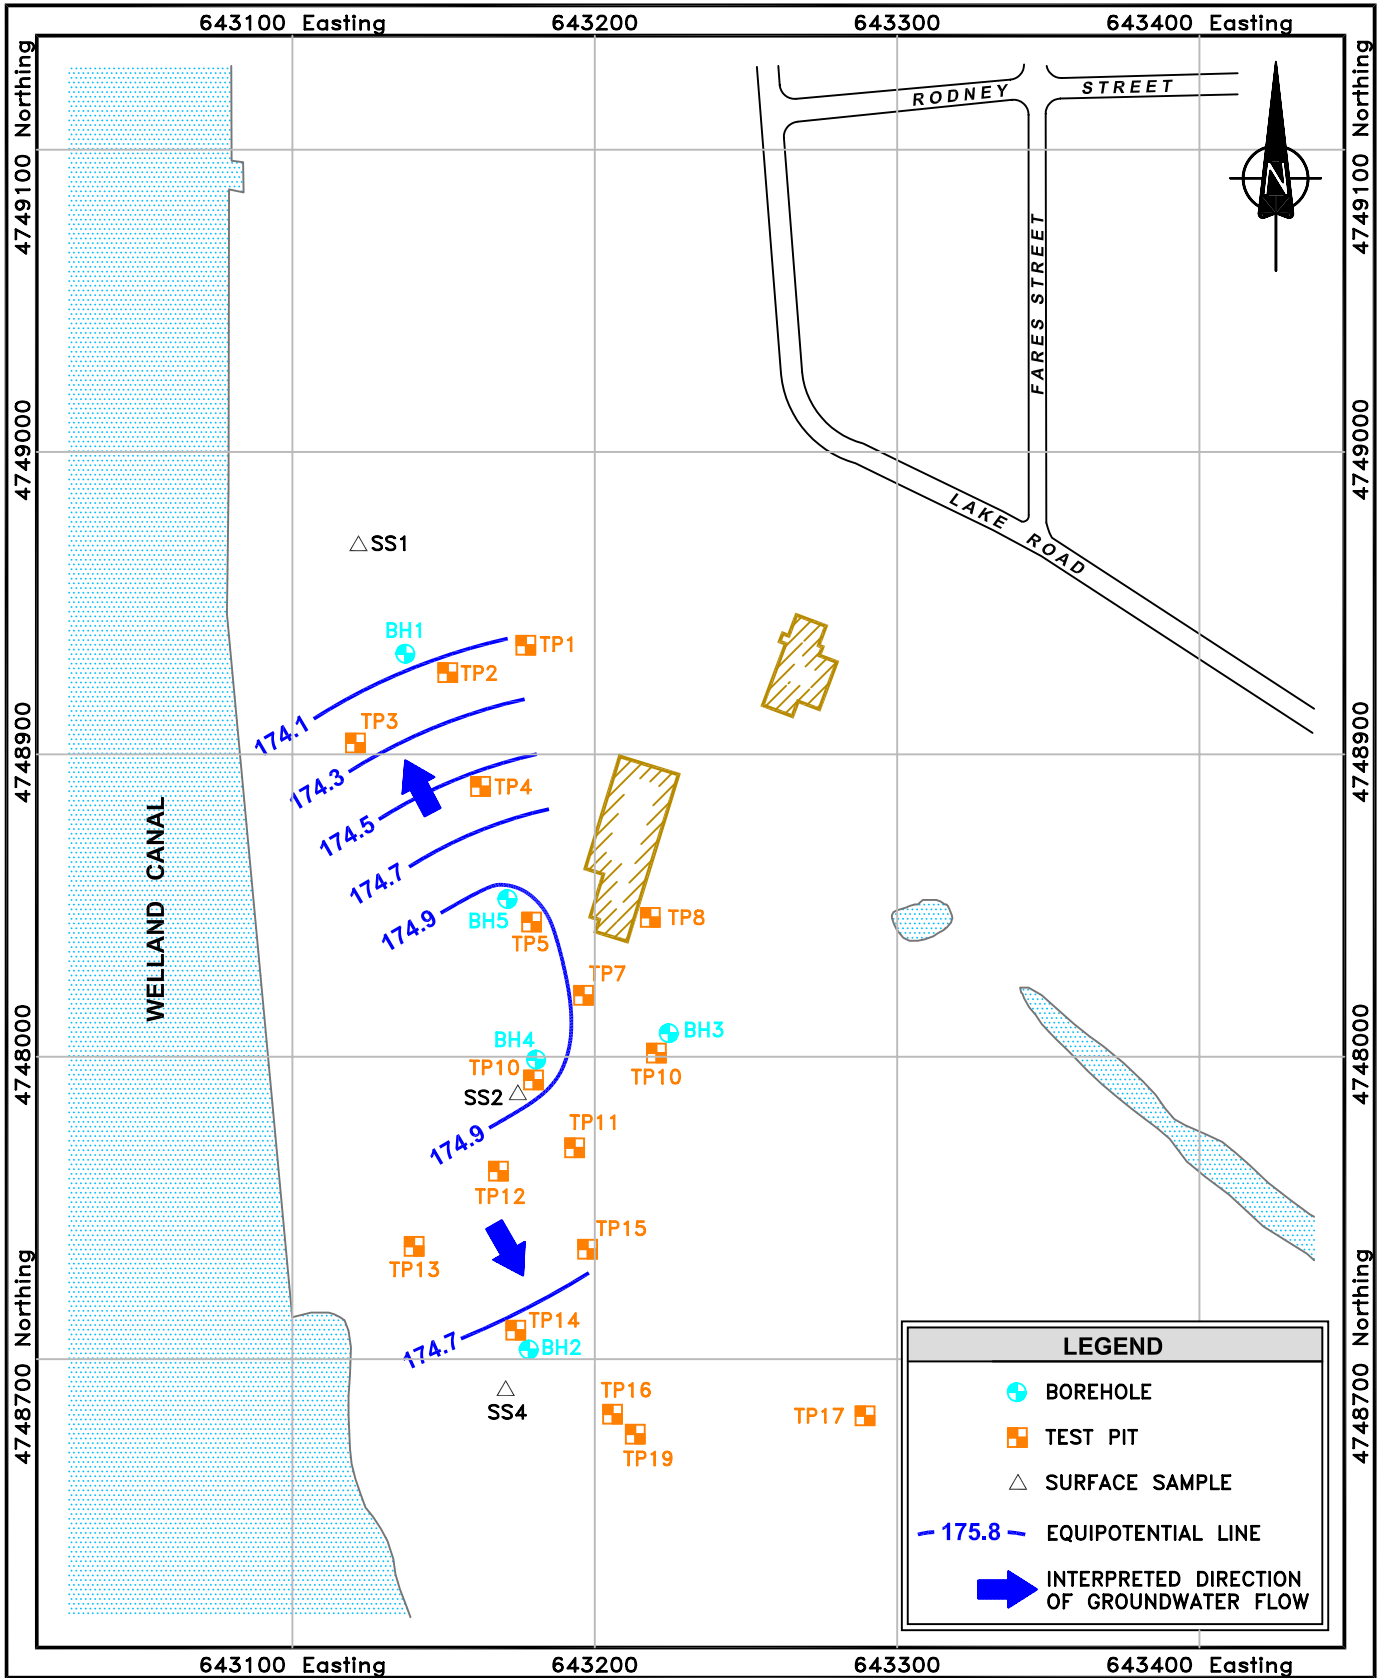 643100 Easting
643200
643300
643400 Easting
4749100 Northing
4749100 Northing
RODNEY STREET
N
FARES STREET
4749000
4749000
LAKE ROAD
SS1
BH1
TP1
TP2
TP3
174.1
174.3
4748900
4748900
TP4
174.5
174.7
WELLAND CANAL
174.9
BH5
TP5
TP8
TP7
BH4
BH3
4748000
4748000
TP10
TP10
SS2
TP11
174.9
TP12
TP15
TP13
TP14
174.7
BH2
4748700 Northing
4748700 Northing
TP16
SS4
TP17
TP19
LEGEND
BOREHOLE
TEST PIT
SURFACE SAMPLE
175.8 EQUIPOTENTIAL LINE
INTERPRETED DIRECTION
OF GROUNDWATER FLOW
643100 Easting
643200
643300
643400 Easting